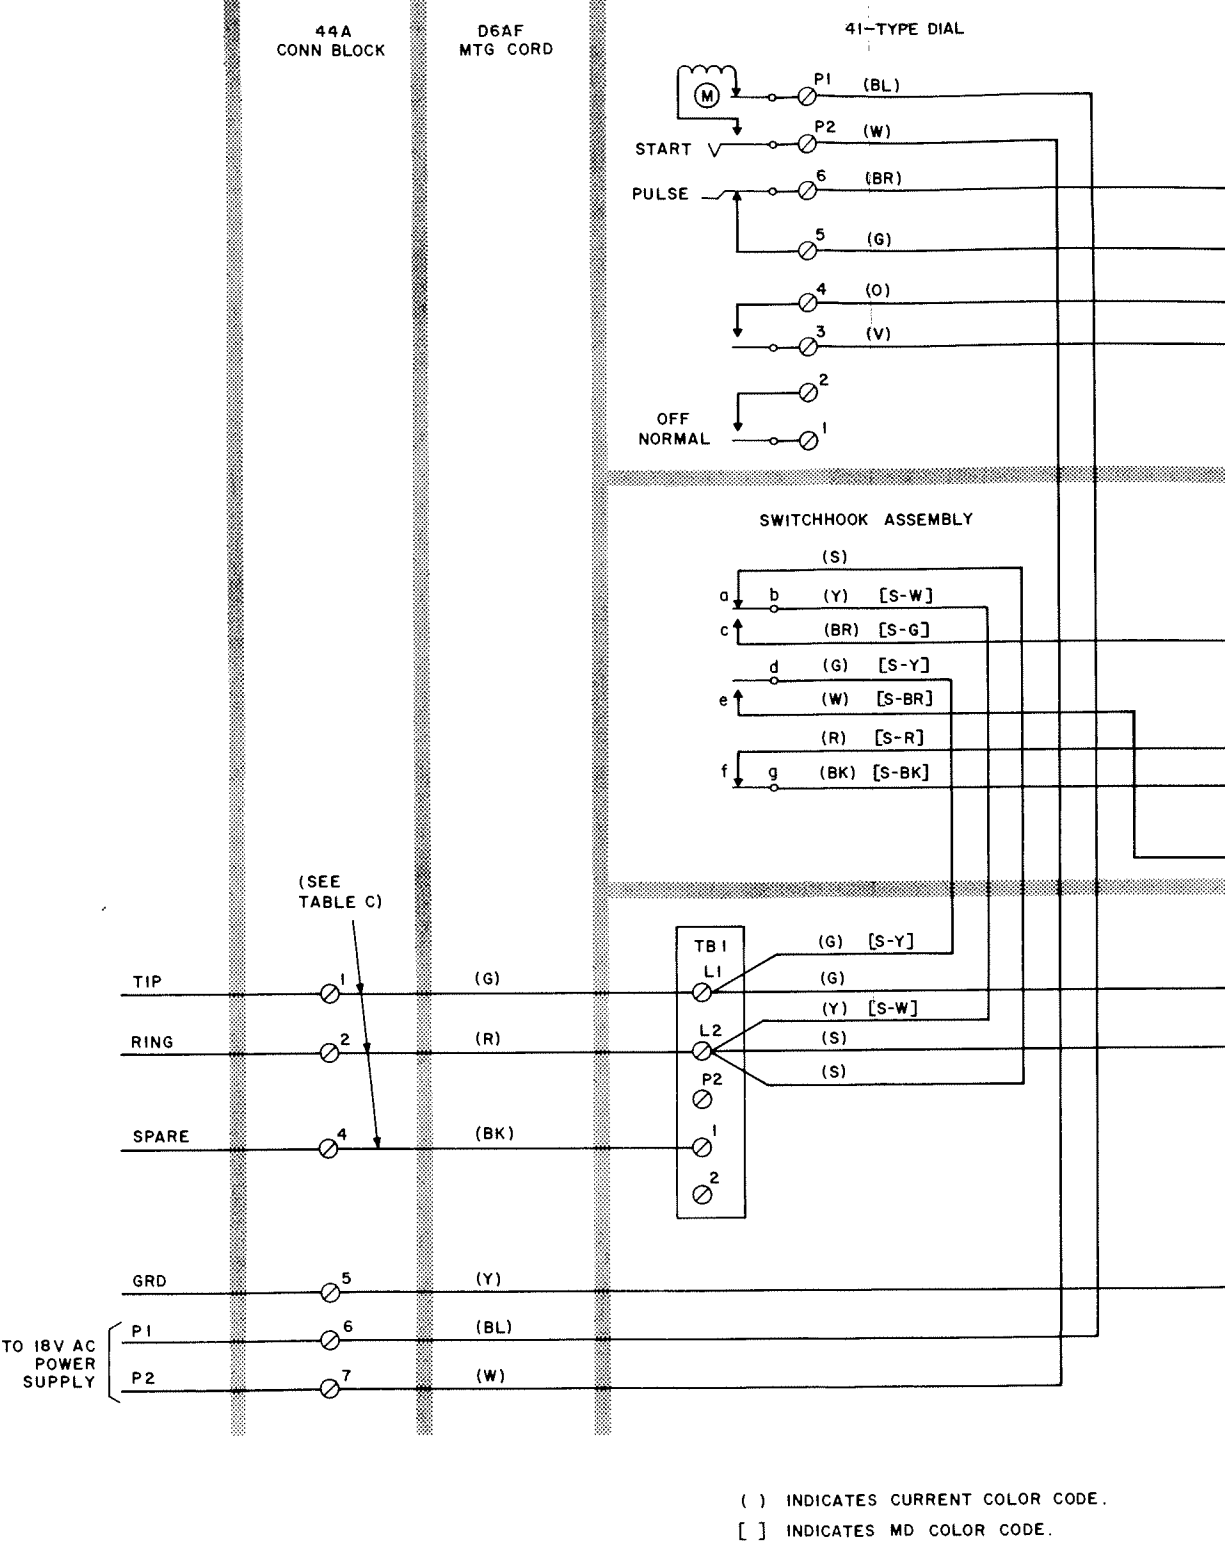 44A
CONN BLOCK
D6AF
MTG CORD
41-TYPE DIAL
M
P1 (BL)
START
P2 (W)
PULSE
6 (BR)
5 (G)
4 (O)
3 (V)
2
OFF
NORMAL
1
SWITCHHOOK ASSEMBLY
(S)
a b (Y) [S-W]
c (BR) [S-G]
d (G) [S-Y]
e (W) [S-BR]
(R) [S-R]
f g (BK) [S-BK]
(SEE
TABLE C)
TB1
(G) [S-Y]
TIP 1 (G) L1 (G)
(Y) [S-W]
RING 2 (R) L2 (S)
(S)
P2
SPARE 4 (BK) 1
2
GRD 5 (Y)
TO 18V AC
POWER
SUPPLY
P1 6 (BL)
P2 7 (W)
( ) INDICATES CURRENT COLOR CODE.
[ ] INDICATES MD COLOR CODE.